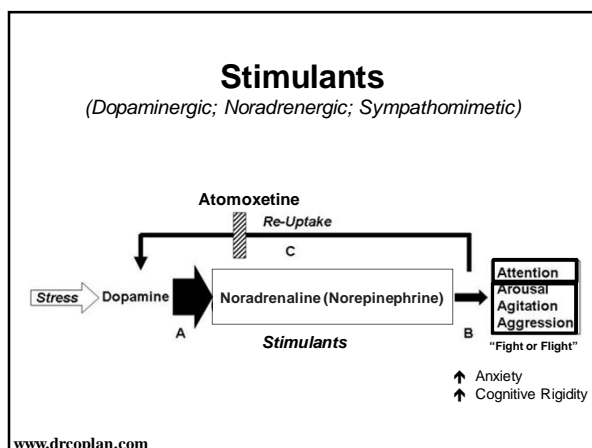 Stimulants
(Dopaminergic; Noradrenergic; Sympathomimetic)
Atomoxetine
Re-Uptake
C
Stress
Dopamine
A
Noradrenaline (Norepinephrine)
Stimulants
B
Attention
Arousal
Agitation
Aggression
"Fight or Flight"
↑ Anxiety
↑ Cognitive Rigidity
www.drcoplan.com